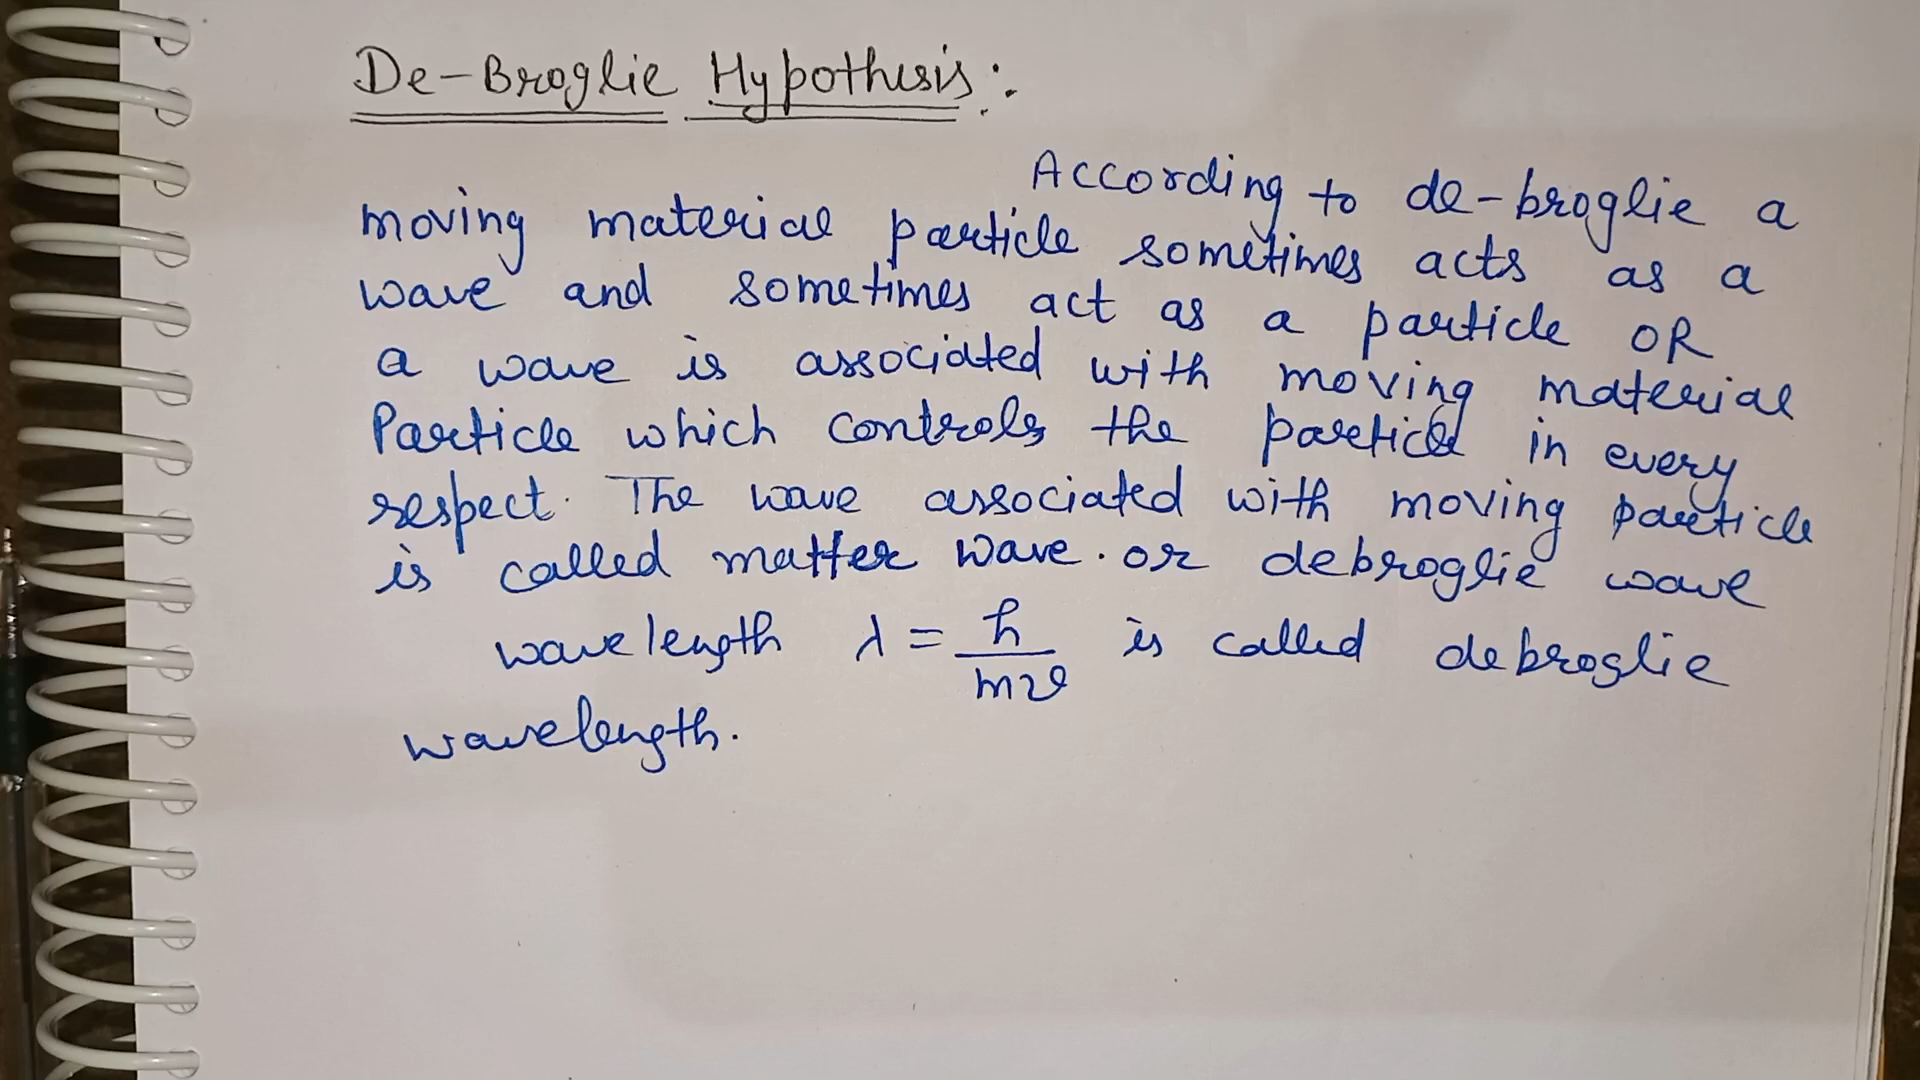 De-Broglie Hypothesis:
According to de-broglie a
moving material particle sometimes acts as a
wave and sometimes act as a particle OR
a wave is associated with moving material
Particle which controls the particle in every
respect. The wave associated with moving particle
is called matter wave. or debroglie wave
wavelength λ = ℏ/mv is called debroglie
wavelength.